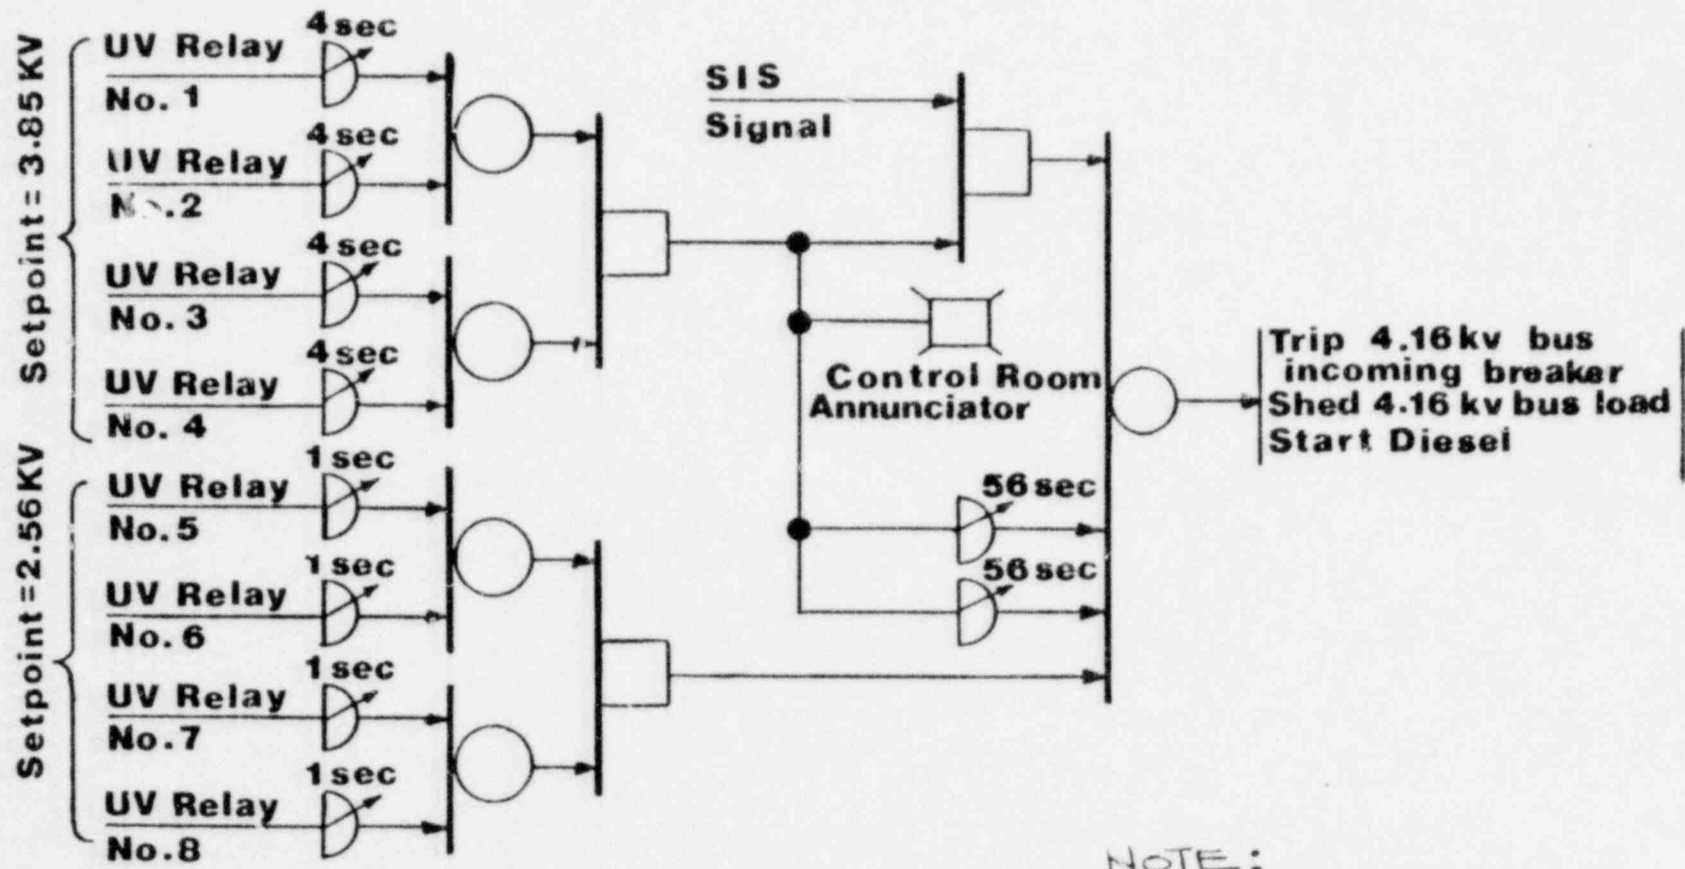 Setpoint = 3.85 KV
4 sec
UV Relay
No. 1
4 sec
UV Relay
No. 2
4 sec
UV Relay
No. 3
4 sec
UV Relay
No. 4
Setpoint = 2.56 KV
1 sec
UV Relay
No. 5
1 sec
UV Relay
No. 6
1 sec
UV Relay
No. 7
1 sec
UV Relay
No. 8
SIS
Signal
Control Room
Annunciator
56 sec
56 sec
Trip 4.16 kv bus
incoming breaker
Shed 4.16 kv bus load
Start Diesel
NOTE: